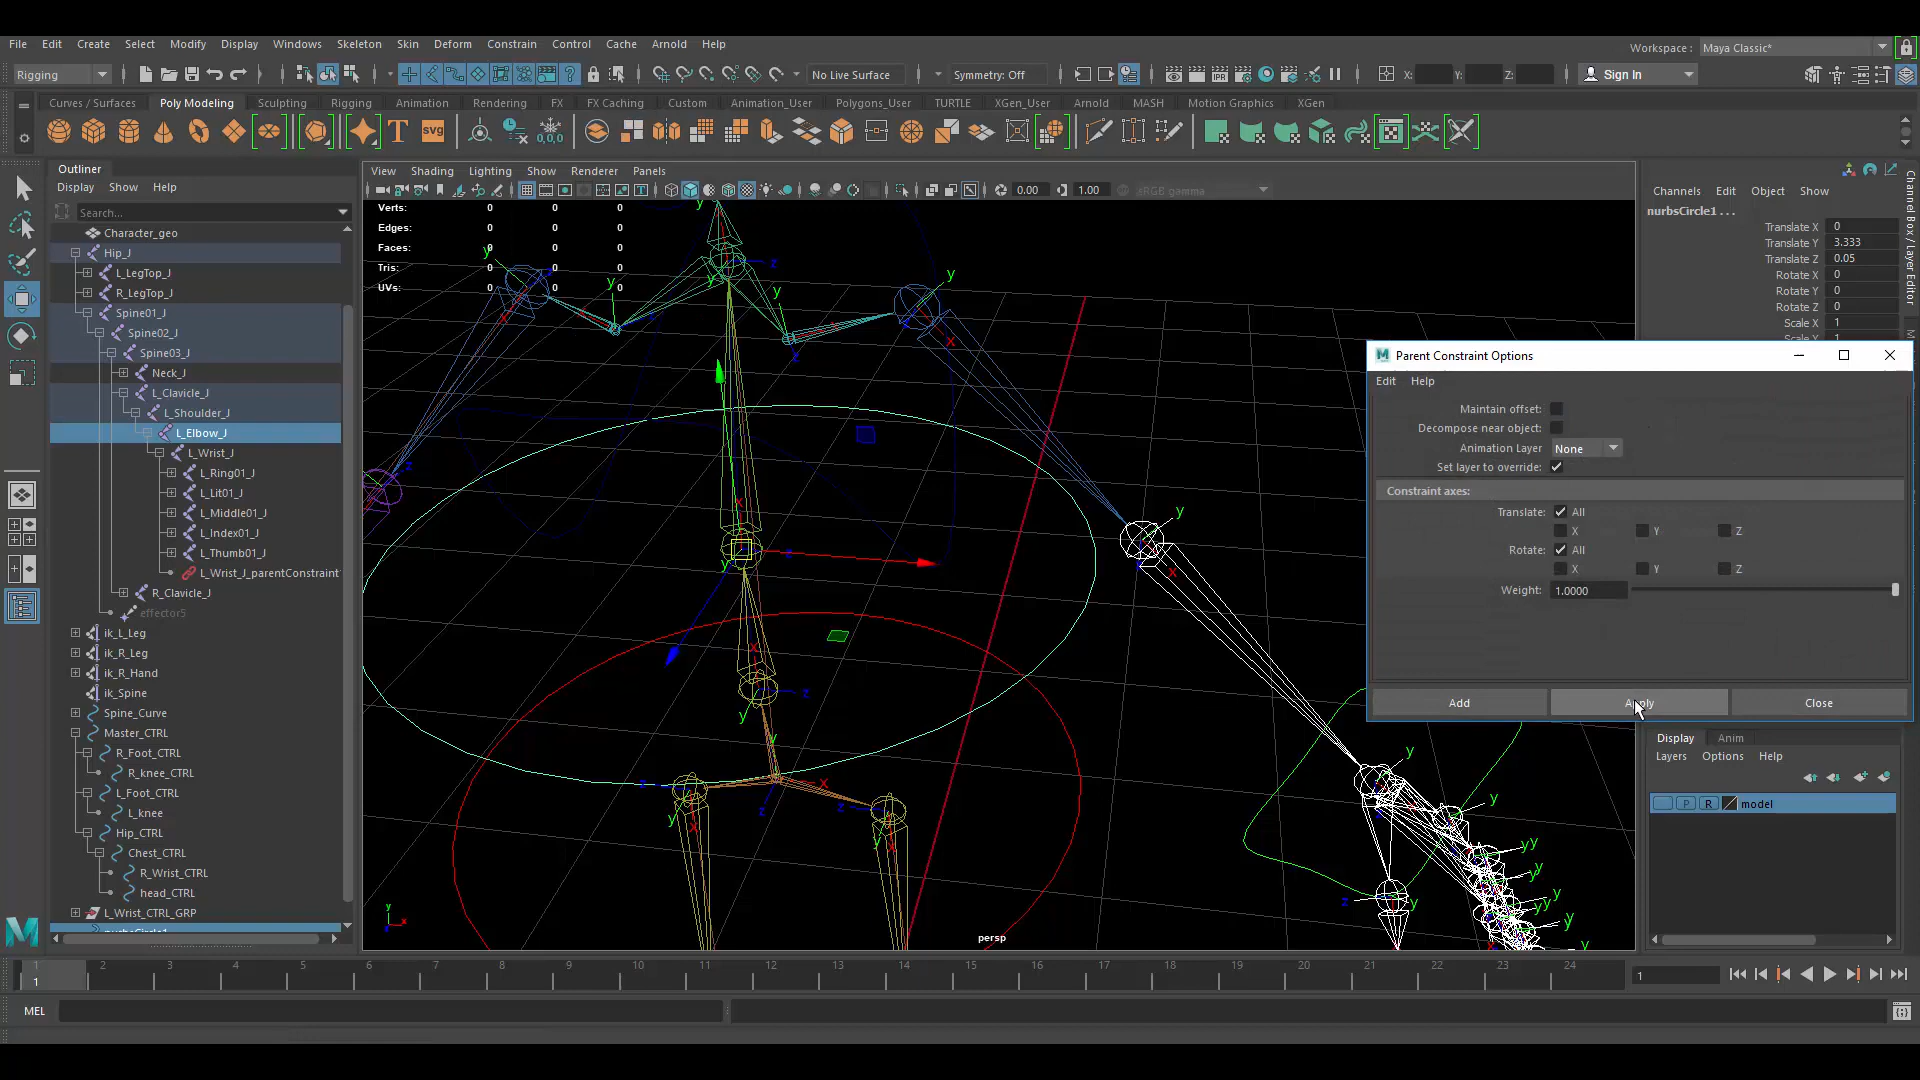 File Edit Create Select Modify Display Windows Skeleton Skin Deform Constrain Control Cache Arnold Help
Workspace : Maya Classic*
Rigging
No Live Surface
Symmetry: Off
X: Y: Z:
Sign In
Curves / Surfaces Poly Modeling Sculpting Rigging Animation Rendering FX FX Caching Custom Animation_User Polygons_User TURTLE XGen_User Arnold MASH Motion Graphics XGen
Outliner
Display Show Help
Search...
Character_geo
Hip_J
L_LegTop_J
R_LegTop_J
Spine01_J
Spine02_J
Spine03_J
Neck_J
L_Clavicle_J
L_Shoulder_J
L_Elbow_J
L_Wrist_J
L_Ring01_J
L_Lit01_J
L_Middle01_J
L_Index01_J
L_Thumb01_J
L_Wrist_J_parentConstraint
R_Clavicle_J
effector5
ik_L_Leg
ik_R_Leg
ik_R_Hand
ik_Spine
Spine_Curve
Master_CTRL
R_Foot_CTRL
R_knee_CTRL
L_Foot_CTRL
L_knee
Hip_CTRL
Chest_CTRL
R_Wrist_CTRL
head_CTRL
L_Wrist_CTRL_GRP
nurbsCircle1
View Shading Lighting Show Renderer Panels
0.00 1.00 sRGB gamma
Verts: 0 0 0
Edges: 0 0 0
Faces: 0 0 0
Tris: 0 0 0
UVs: 0 0 0
persp
Channels Edit Object Show
nurbsCircle1 . . .
Translate X 0
Translate Y 3.333
Translate Z 0.05
Rotate X 0
Rotate Y 0
Rotate Z 0
Scale X 1
Channel Box / Layer Editor
Parent Constraint Options
Edit Help
Maintain offset:
Decompose near object:
Animation Layer None
Set layer to override:
Constraint axes:
Translate: All
X Y Z
Rotate: All
X Y Z
Weight: 1.0000
Add Apply Close
Display Anim
Layers Options Help
P R model
1 2 3 4 5 6 7 8 9 10 11 12 13 14 15 16 17 18 19 20 21 22 23 24
1
1
MEL